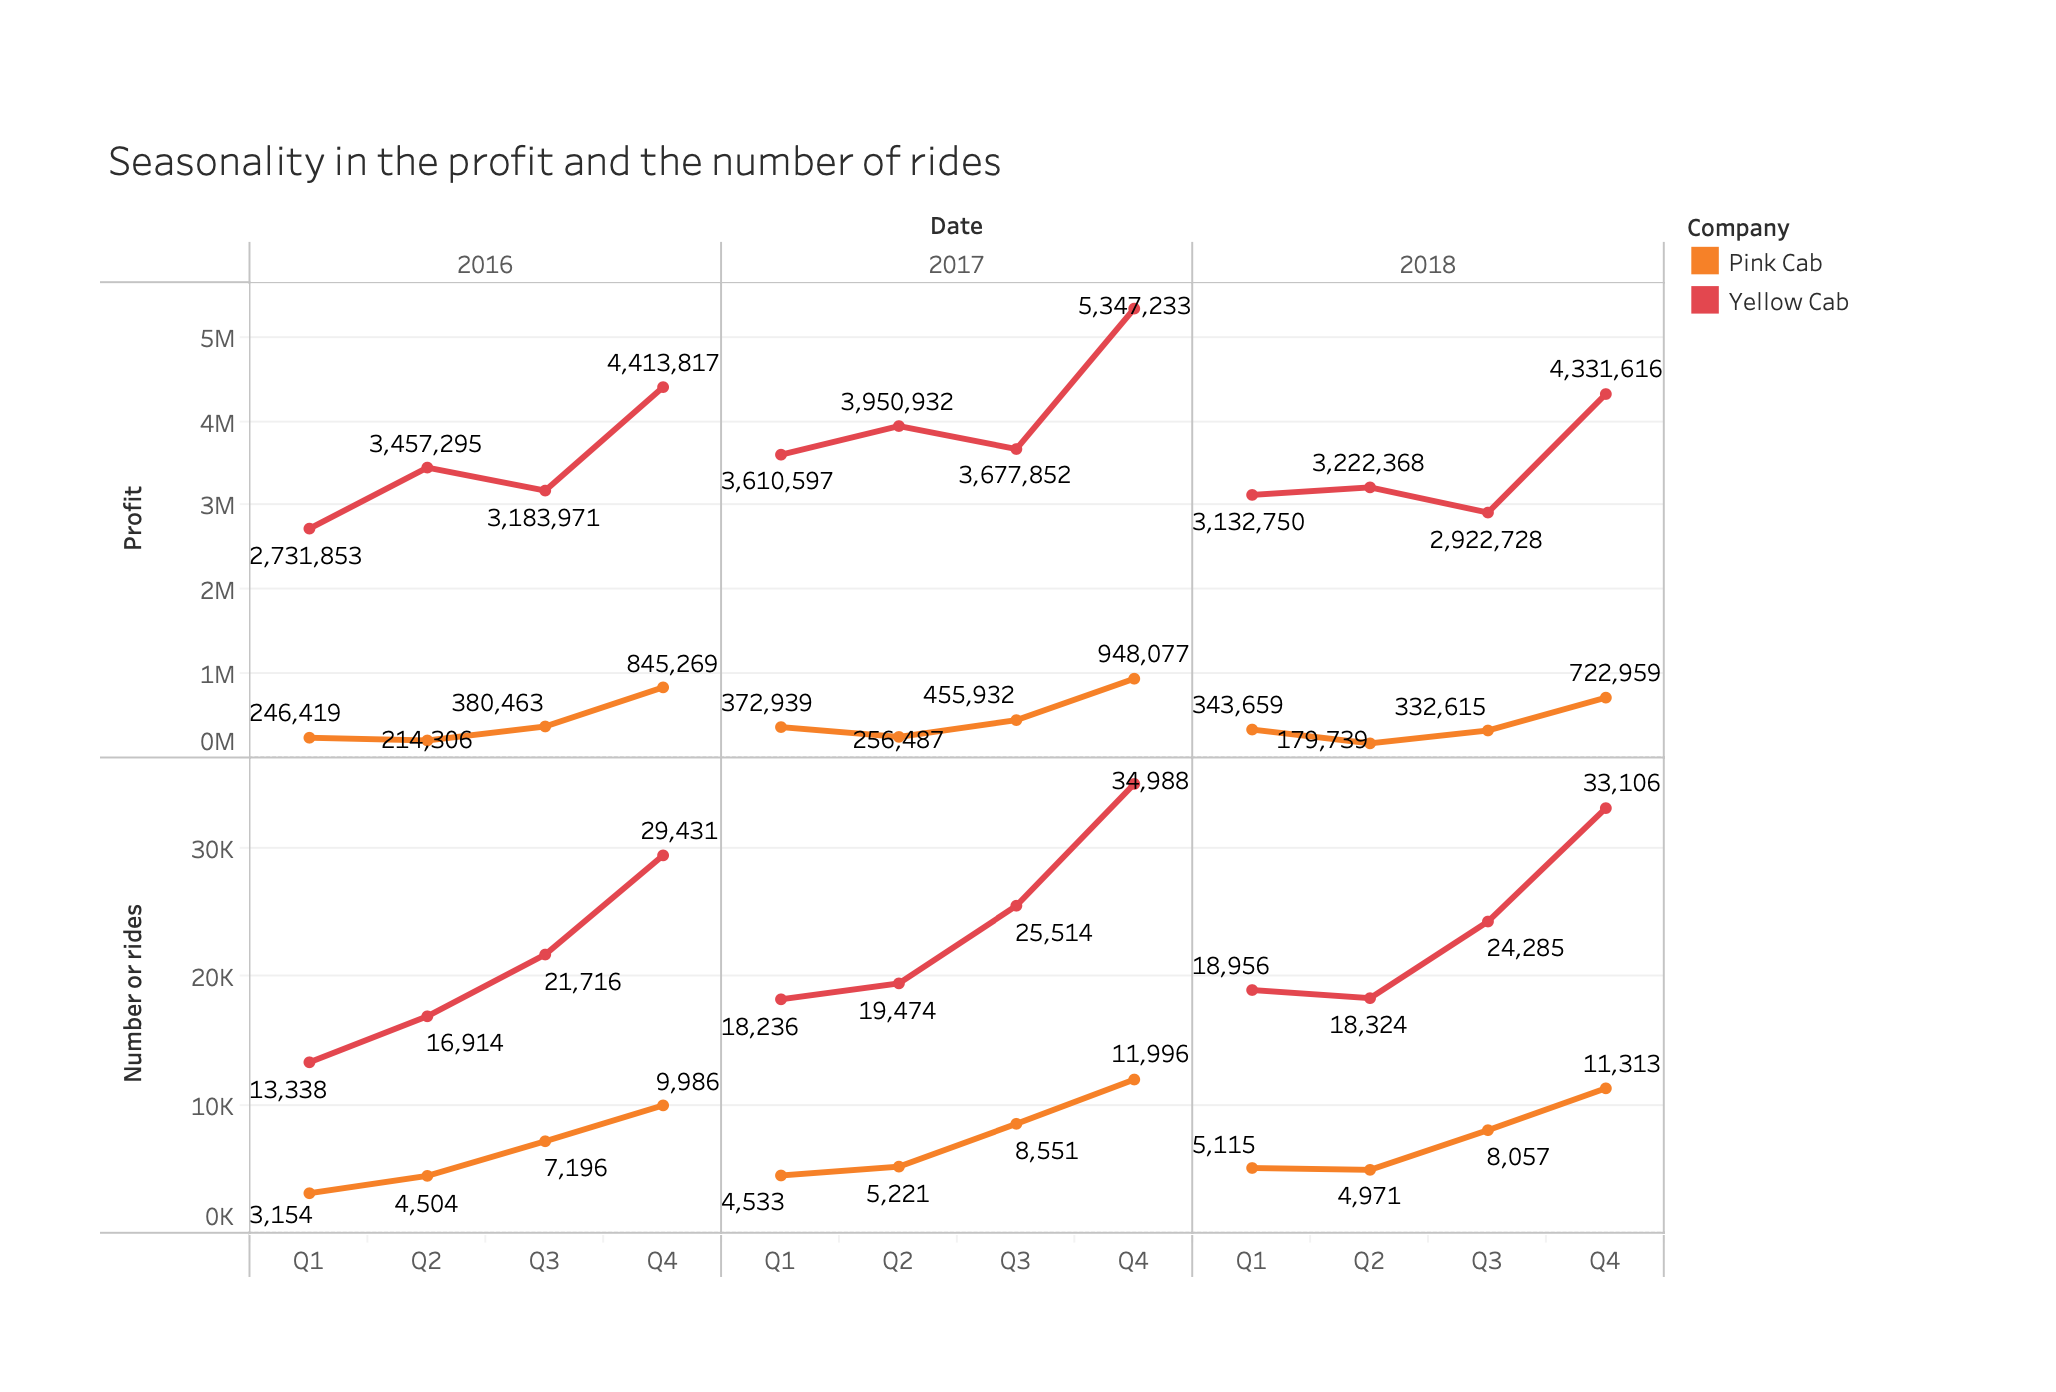 Seasonality in the profit and the number of rides
Date
Company
Pink Cab
Yellow Cab
2016 2017 2018
Profit
5M
4M
3M
2M
1M
0M
2,731,853 3,457,295 3,183,971 4,413,817
3,610,597 3,950,932 3,677,852 5,347,233
3,132,750 3,222,368 2,922,728 4,331,616
246,419 214,306 380,463 845,269
372,939 256,487 455,932 948,077
343,659 179,739 332,615 722,959
Number or rides
30K
20K
10K
0K
13,338 16,914 21,716 29,431
18,236 19,474 25,514 34,988
18,956 18,324 24,285 33,106
3,154 4,504 7,196 9,986
4,533 5,221 8,551 11,996
5,115 4,971 8,057 11,313
Q1 Q2 Q3 Q4 Q1 Q2 Q3 Q4 Q1 Q2 Q3 Q4